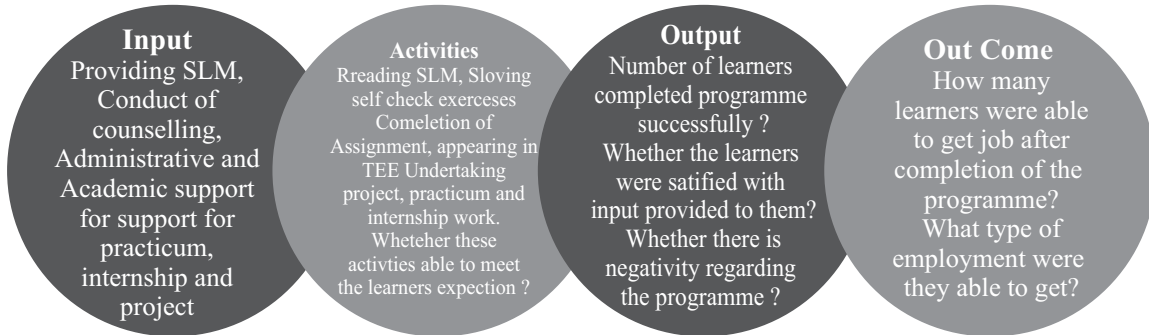 Input
Providing SLM,
Conduct of
counselling,
Administrative and
Academic support
for support for
practicum,
internship and
project
Activities
Rreading SLM, Sloving
self check exerceses
Comeletion of
Assignment, appearing in
TEE Undertaking
project, practicum and
internship work.
Wheteher these
activties able to meet
the learners expection ?
Output
Number of learners
completed programme
successfully ?
Whether the learners
were satified with
input provided to them?
Whether there is
negativity regarding
the programme ?
Out Come
How many
learners were able
to get job after
completion of the
programme?
What type of
employment were
they able to get?